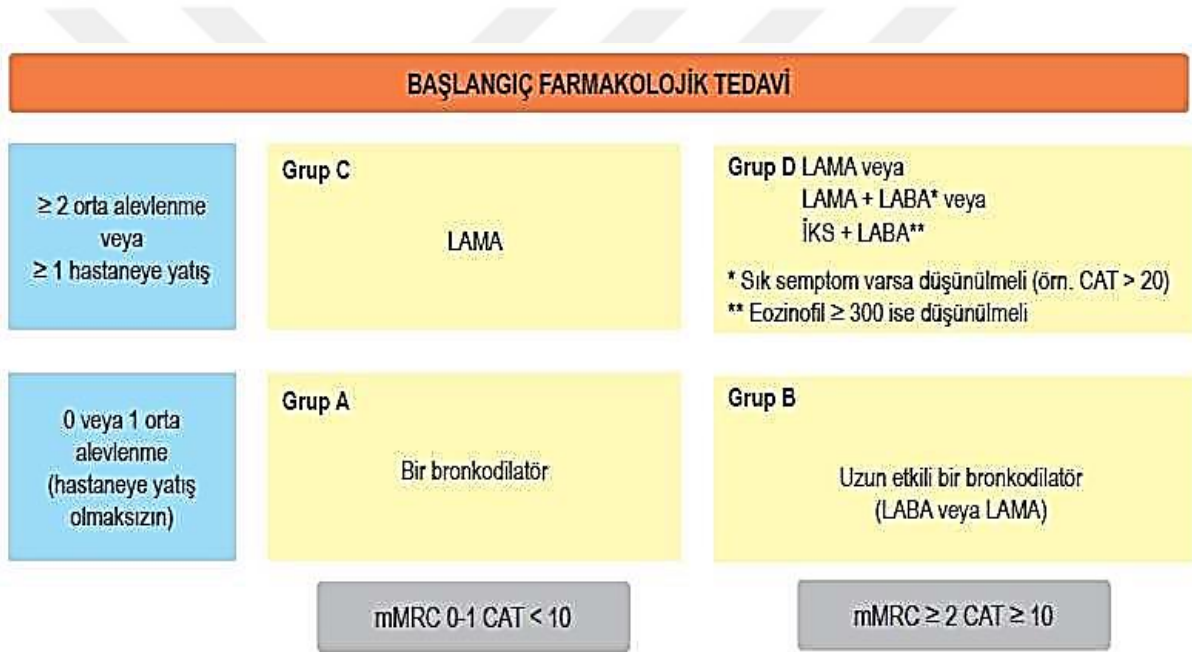 BAŞLANGIÇ FARMAKOLOJİK TEDAVİ
≥ 2 orta alevlenme
veya
≥ 1 hastaneye yatış
Grup C
LAMA
Grup D LAMA veya
LAMA + LABA* veya
İKS + LABA**
* Sık semptom varsa düşünülmeli (örn. CAT > 20)
** Eozinofil ≥ 300 ise düşünülmeli
0 veya 1 orta
alevlenme
(hastaneye yatış
olmaksızın)
Grup A
Bir bronkodilatör
Grup B
Uzun etkili bir bronkodilatör
(LABA veya LAMA)
mMRC 0-1 CAT < 10
mMRC ≥ 2 CAT ≥ 10